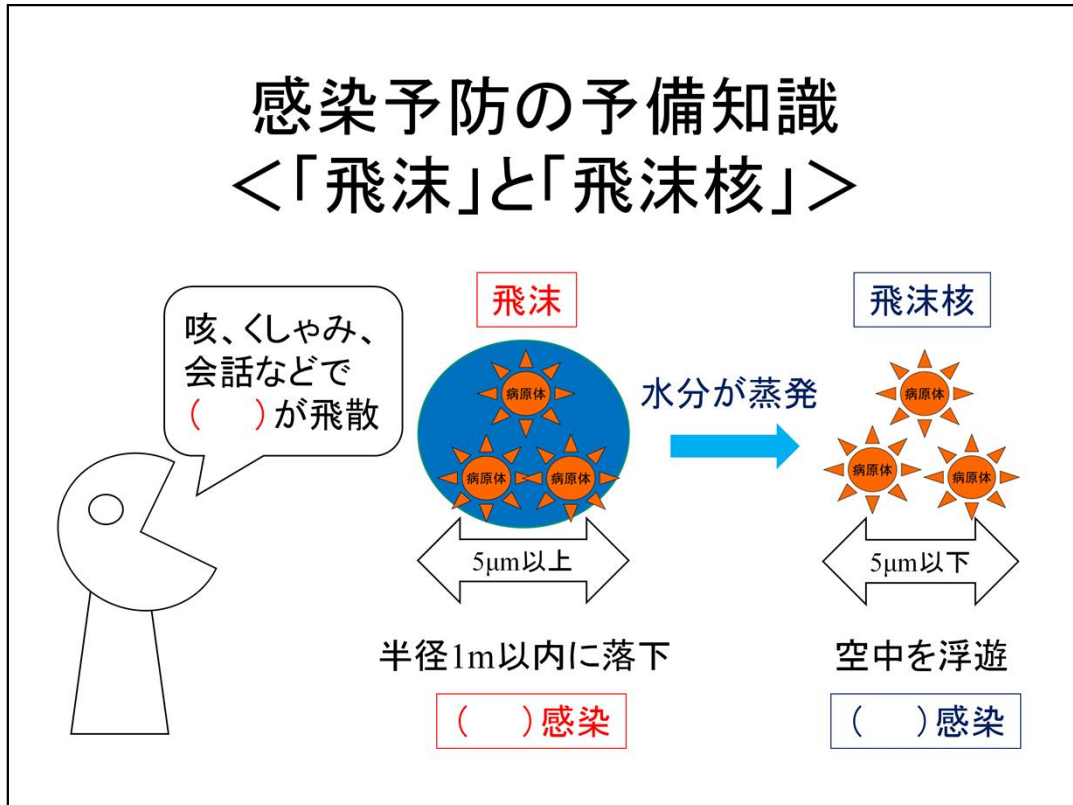 感染予防の予備知識
＜「飛沫」と「飛沫核」＞
咳、くしゃみ、
会話などで
(　　)が飛散
飛沫
病原体
病原体
病原体
5μm以上
半径1m以内に落下
(　　)感染
水分が蒸発
飛沫核
病原体
病原体
病原体
5μm以下
空中を浮遊
(　　)感染